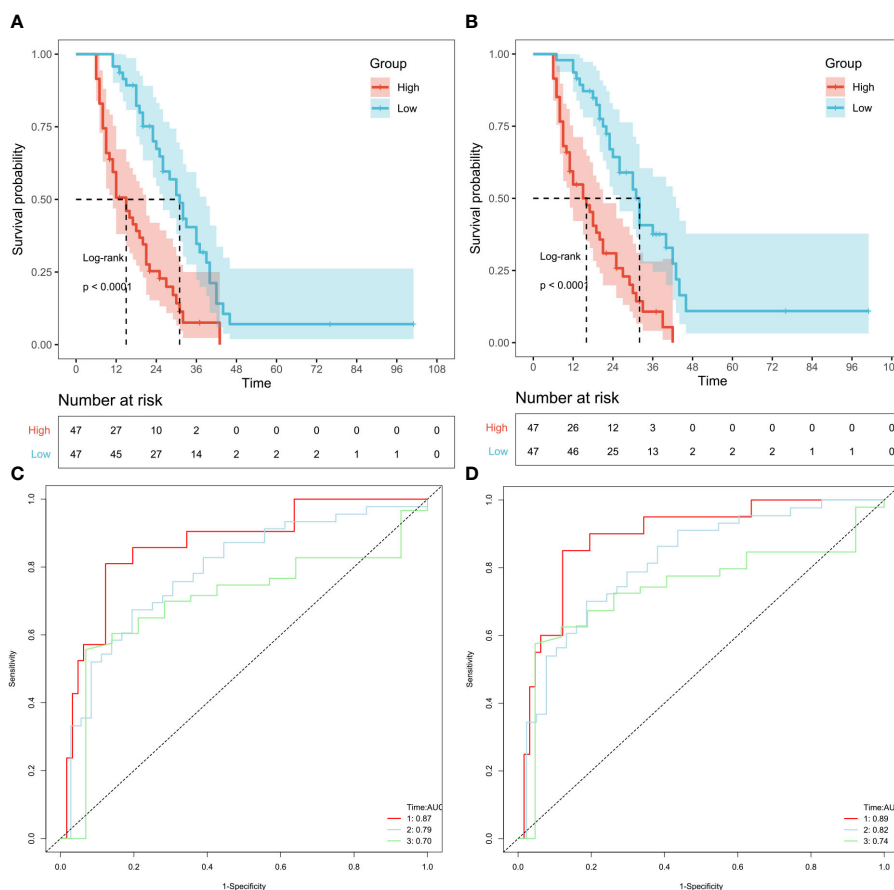 A
Group
High
Low
Survival probability
1.00
0.75
0.50
0.25
0.00
Log-rank
p < 0.0001
0 12 24 36 48 60 72 84 96 108
Time
Number at risk
High 47 27 10 2 0 0 0 0 0 0
Low 47 45 27 14 2 2 2 1 1 0
B
Group
High
Low
Survival probability
1.00
0.75
0.50
0.25
0.00
Log-rank
p < 0.0001
0 12 24 36 48 60 72 84 96 10
Time
Number at risk
High 47 26 12 3 0 0 0 0 0 0
Low 47 46 25 13 2 2 2 1 1 0
C
Sensitivity
1.0
0.8
0.6
0.4
0.2
0.0
Time:AUC
1: 0.87
2: 0.79
3: 0.70
0.0 0.2 0.4 0.6 0.8 1.0
1-Specificity
D
Sensitivity
1.0
0.8
0.6
0.4
0.2
0.0
Time:AUC
1: 0.89
2: 0.82
3: 0.74
0.0 0.2 0.4 0.6 0.8 1.0
1-Specificity